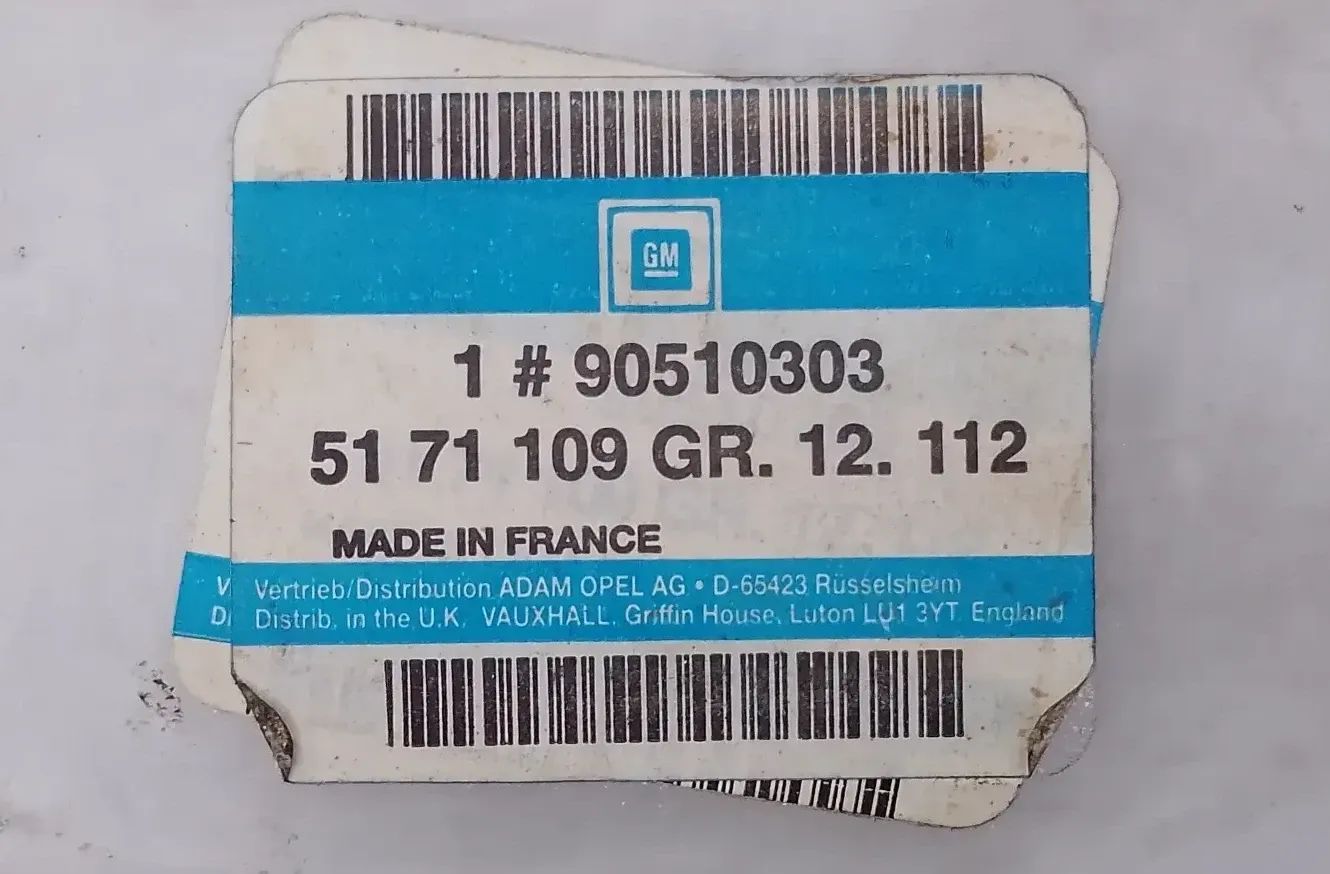 GM
1 # 90510303
51 71 109 GR. 12. 112
MADE IN FRANCE
Vertrieb/Distribution ADAM OPEL AG • D-65423 Rüsselsheim
Distrib. in the U.K. VAUXHALL. Griffin House, Luton LU1 3YT England
V
D